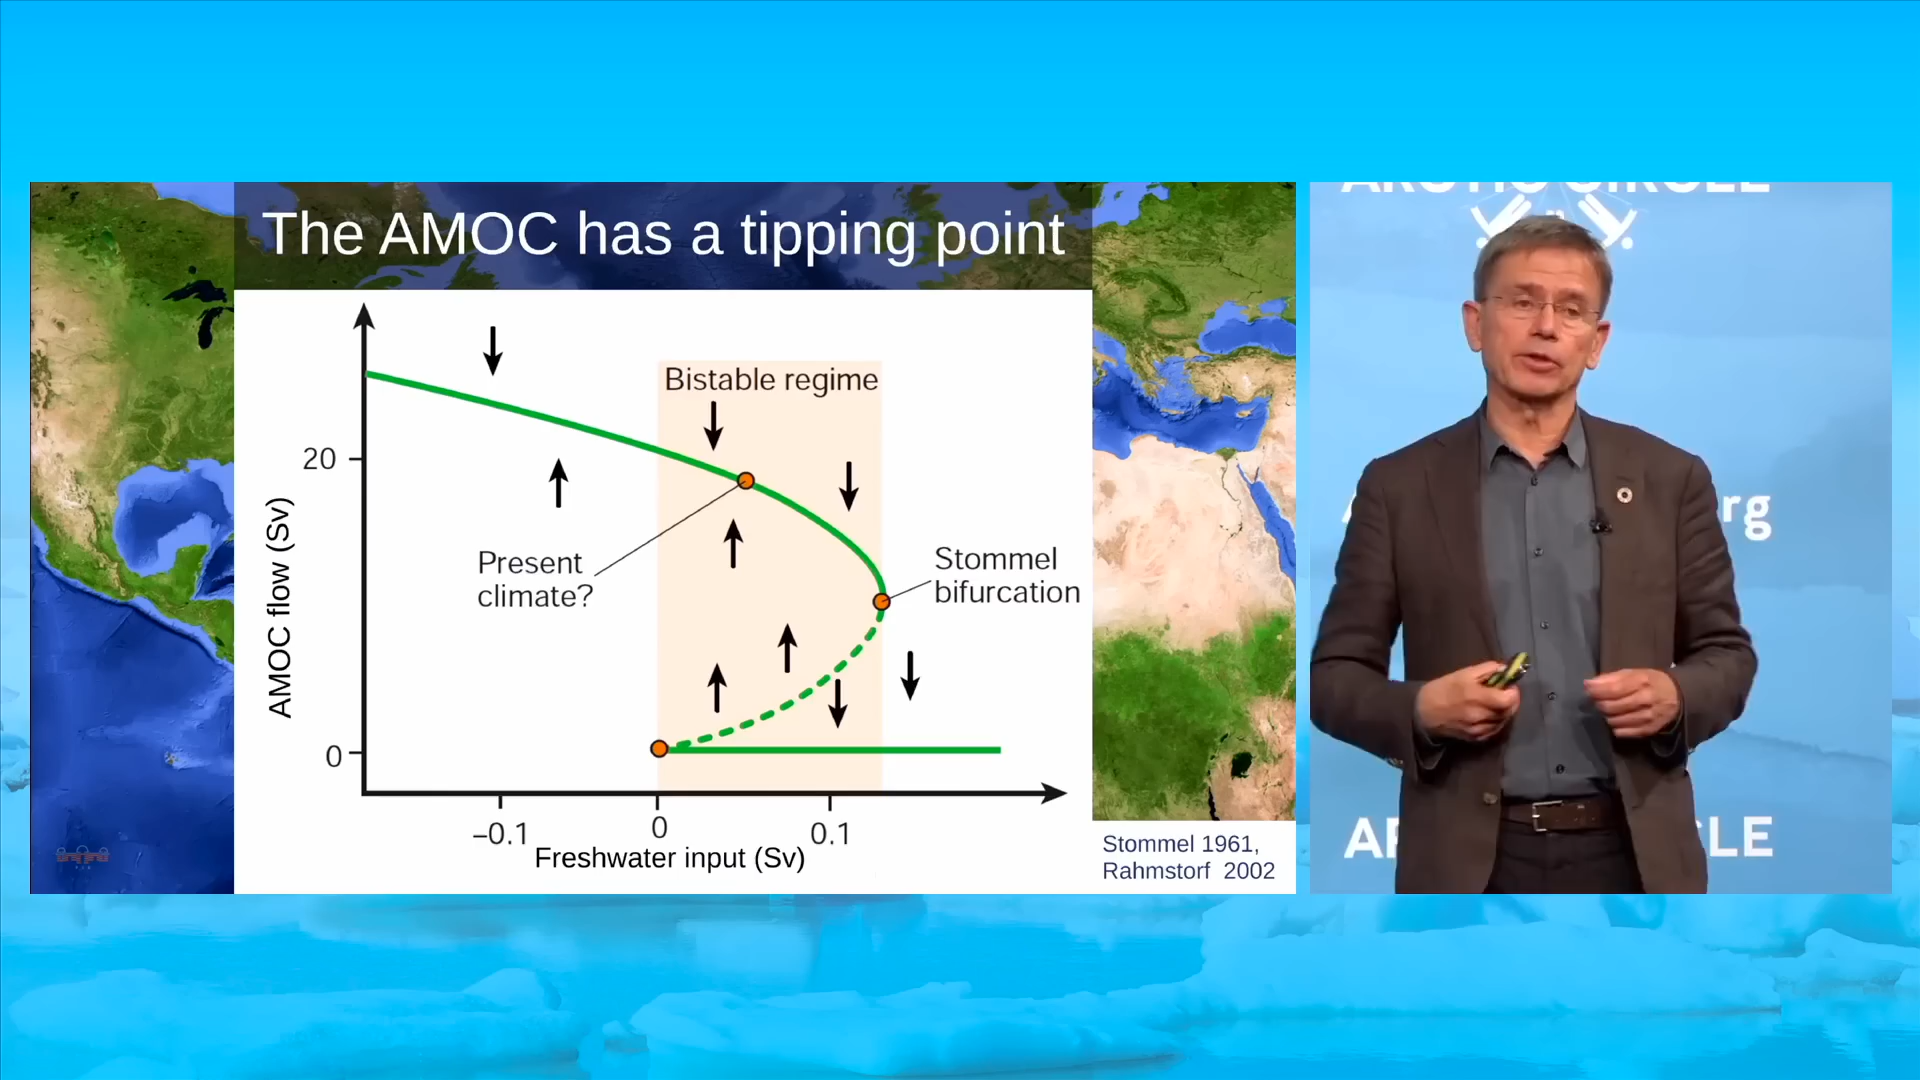 The AMOC has a tipping point
Bistable regime
20
Present
climate?
Stommel
bifurcation
AMOC flow (Sv)
0
–0.1
0
0.1
Freshwater input (Sv)
Stommel 1961,
Rahmstorf 2002
ARCTIC CIRCLE
rg